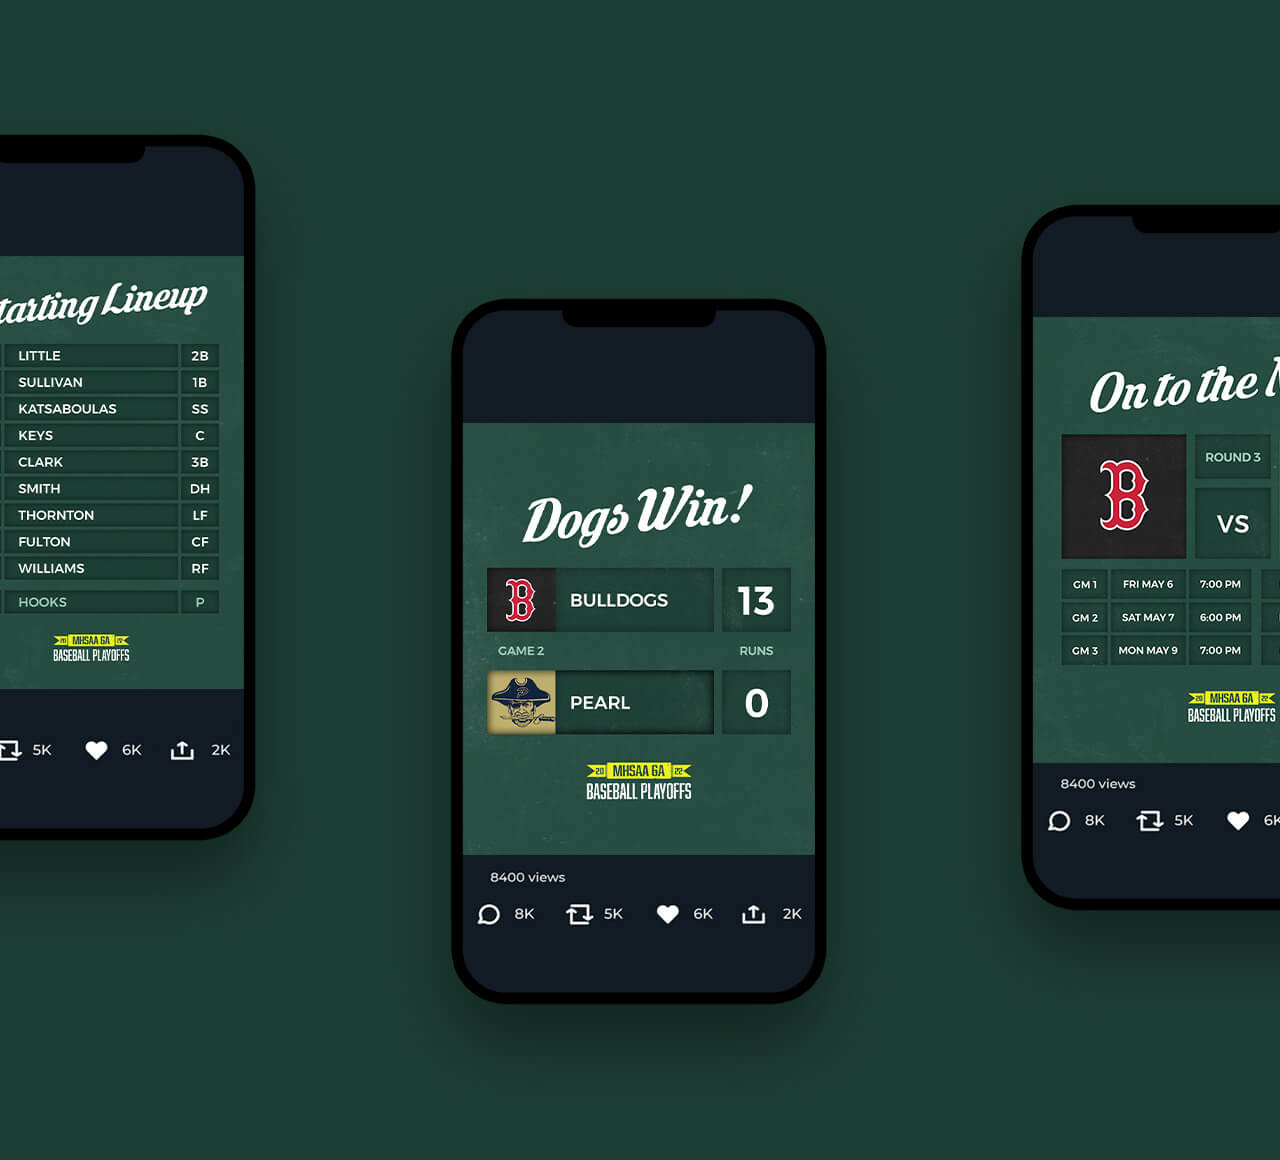 tarting Lineup
LITTLE 2B
SULLIVAN 1B
KATSABOULAS SS
KEYS C
CLARK 3B
SMITH DH
THORNTON LF
FULTON CF
WILLIAMS RF
HOOKS P
20 MHSAA 6A 22
BASEBALL PLAYOFFS
5K 6K 2K
Dogs Win!
B BULLDOGS 13
GAME 2 RUNS
P PEARL 0
20 MHSAA 6A 22
BASEBALL PLAYOFFS
8400 views
8K 5K 6K 2K
On to the N
B ROUND 3
VS
GM 1 FRI MAY 6 7:00 PM
GM 2 SAT MAY 7 6:00 PM
GM 3 MON MAY 9 7:00 PM
20 MHSAA 6A 22
BASEBALL PLAYOFFS
8400 views
8K 5K 6K